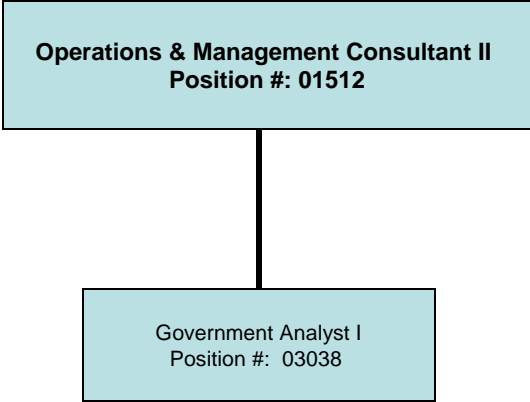 Operations & Management Consultant II
Position #: 01512
Government Analyst I
Position #:  03038